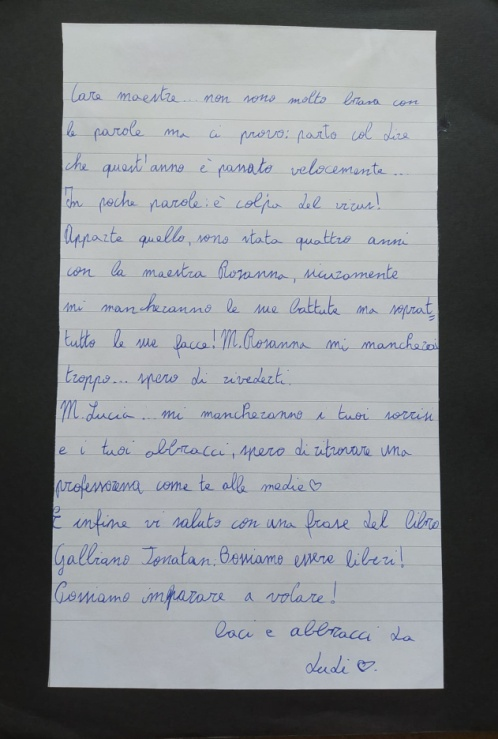 Care maestre... non sono molto brava con
le parole ma ci provo: parto col dire
che quest'anno è passato velocemente...
In poche parole: è colpa del virus!
Apparte quello, sono stata quattro anni
con la maestra Rosanna, sicuramente
mi mancheranno le sue battute ma soprat=
tutto le sue facce! M.Rosanna mi mancherai
troppo... spero di rivederti.
M.Lucia... mi mancheranno i tuoi sorrisi
e i tuoi abbracci, spero di ritrovare una
professoressa come te alle medie♡
E infine vi saluto con una frase del libro
Gabbiano Jonatan. Possiamo essere liberi!
Possiamo imparare a volare!
baci e abbracci da
Ludi ♡.